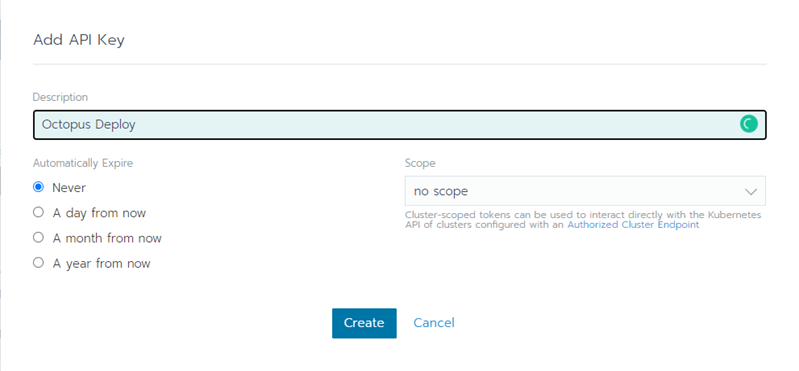 Add API Key
Description
Octopus Deploy
Automatically Expire
Scope
Never
no scope
A day from now
Cluster-scoped tokens can be used to interact directly with the Kubernetes
API of clusters configured with an Authorized Cluster Endpoint
A month from now
A year from now
Create
Cancel